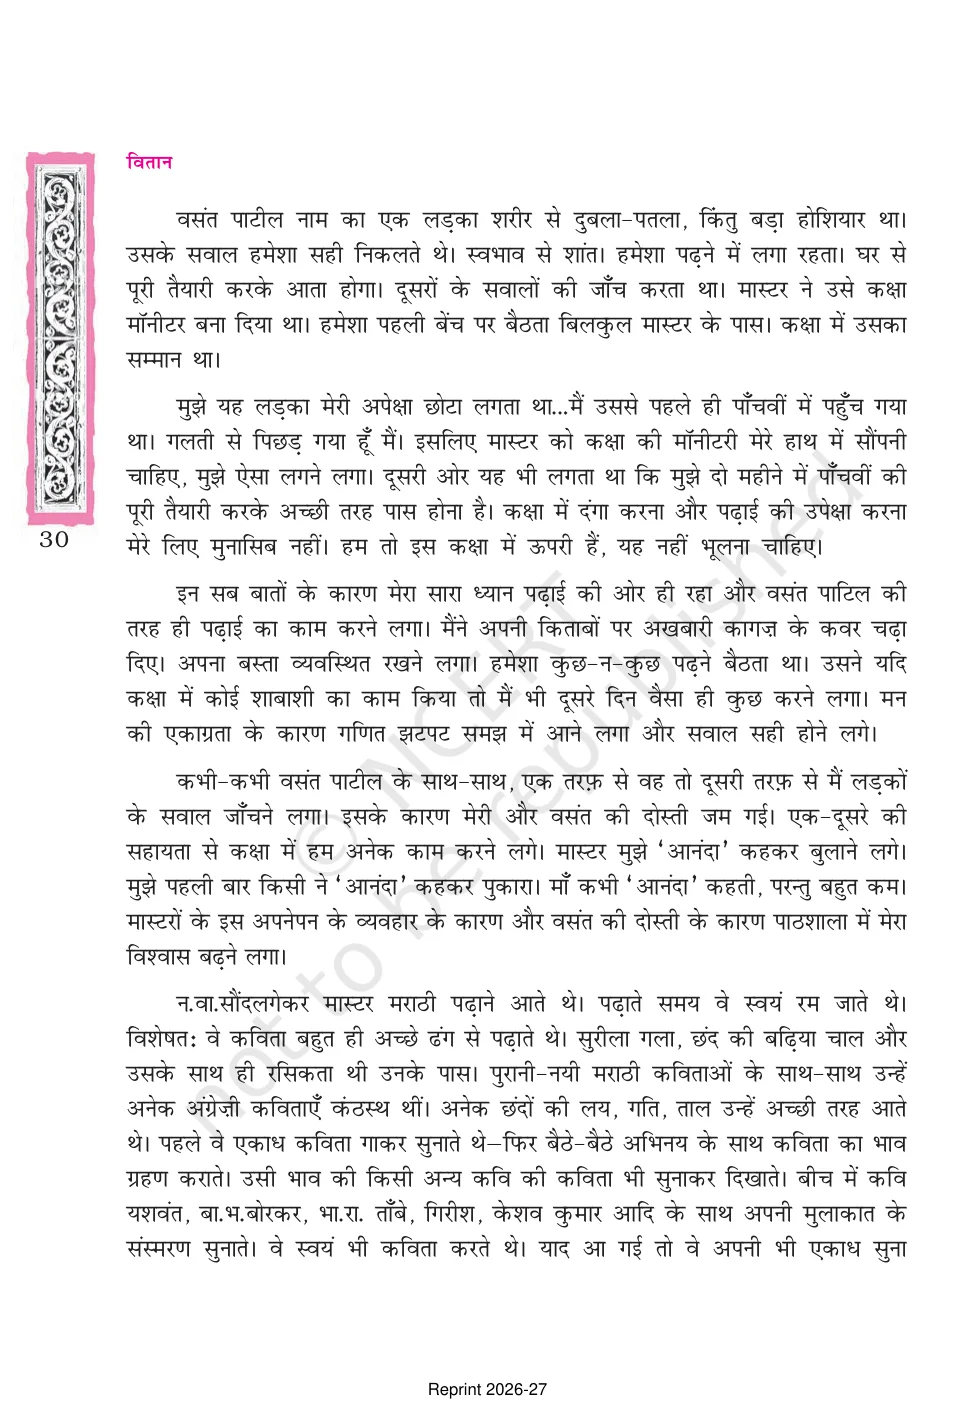 वितान
वसंत पाटील नाम का एक लड़का शरीर से दुबला-पतला, किंतु बड़ा होशियार था।
उसके सवाल हमेशा सही निकलते थे। स्वभाव से शांत। हमेशा पढ़ने में लगा रहता। घर से
पूरी तैयारी करके आता होगा। दूसरों के सवालों की जाँच करता था। मास्टर ने उसे कक्षा
मॉनीटर बना दिया था। हमेशा पहली बेंच पर बैठता बिलकुल मास्टर के पास। कक्षा में उसका
सम्मान था।
मुझे यह लड़का मेरी अपेक्षा छोटा लगता था...मैं उससे पहले ही पाँचवीं में पहुँच गया
था। गलती से पिछड़ गया हूँ मैं। इसलिए मास्टर को कक्षा की मॉनीटरी मेरे हाथ में सौंपनी
चाहिए, मुझे ऐसा लगने लगा। दूसरी ओर यह भी लगता था कि मुझे दो महीने में पाँचवीं की
पूरी तैयारी करके अच्छी तरह पास होना है। कक्षा में दंगा करना और पढ़ाई की उपेक्षा करना
मेरे लिए मुनासिब नहीं। हम तो इस कक्षा में ऊपरी हैं, यह नहीं भूलना चाहिए।
30
इन सब बातों के कारण मेरा सारा ध्यान पढ़ाई की ओर ही रहा और वसंत पाटिल की
तरह ही पढ़ाई का काम करने लगा। मैंने अपनी किताबों पर अखबारी कागज़ के कवर चढ़ा
दिए। अपना बस्ता व्यवस्थित रखने लगा। हमेशा कुछ-न-कुछ पढ़ने बैठता था। उसने यदि
कक्षा में कोई शाबाशी का काम किया तो मैं भी दूसरे दिन वैसा ही कुछ करने लगा। मन
की एकाग्रता के कारण गणित झटपट समझ में आने लगा और सवाल सही होने लगे।
कभी-कभी वसंत पाटील के साथ-साथ, एक तरफ़ से वह तो दूसरी तरफ़ से मैं लड़कों
के सवाल जाँचने लगा। इसके कारण मेरी और वसंत की दोस्ती जम गई। एक-दूसरे की
सहायता से कक्षा में हम अनेक काम करने लगे। मास्टर मुझे ‘आनंदा’ कहकर बुलाने लगे।
मुझे पहली बार किसी ने ‘आनंदा’ कहकर पुकारा। माँ कभी ‘आनंदा’ कहती, परन्तु बहुत कम।
मास्टरों के इस अपनेपन के व्यवहार के कारण और वसंत की दोस्ती के कारण पाठशाला में मेरा
विश्वास बढ़ने लगा।
न.वा.सौंदलगेकर मास्टर मराठी पढ़ाने आते थे। पढ़ाते समय वे स्वयं रम जाते थे।
विशेषत: वे कविता बहुत ही अच्छे ढंग से पढ़ाते थे। सुरीला गला, छंद की बढ़िया चाल और
उसके साथ ही रसिकता थी उनके पास। पुरानी-नयी मराठी कविताओं के साथ-साथ उन्हें
अनेक अंग्रेज़ी कविताएँ कंठस्थ थीं। अनेक छंदों की लय, गति, ताल उन्हें अच्छी तरह आते
थे। पहले वे एकाध कविता गाकर सुनाते थे–फिर बैठे-बैठे अभिनय के साथ कविता का भाव
ग्रहण कराते। उसी भाव की किसी अन्य कवि की कविता भी सुनाकर दिखाते। बीच में कवि
यशवंत, बा.भ.बोरकर, भा.रा. ताँबे, गिरीश, केशव कुमार आदि के साथ अपनी मुलाकात के
संस्मरण सुनाते। वे स्वयं भी कविता करते थे। याद आ गई तो वे अपनी भी एकाध सुना
© NCERT
not to be republished
Reprint 2026-27